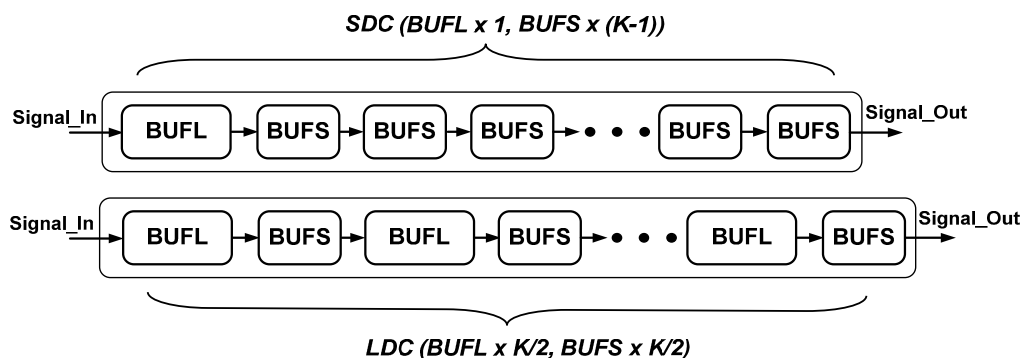 SDC (BUFL x 1, BUFS x (K-1))
Signal_In BUFL BUFS BUFS BUFS • • • BUFS BUFS Signal_Out
Signal_In BUFL BUFS BUFL BUFS • • • BUFL BUFS Signal_Out
LDC (BUFL x K/2, BUFS x K/2)